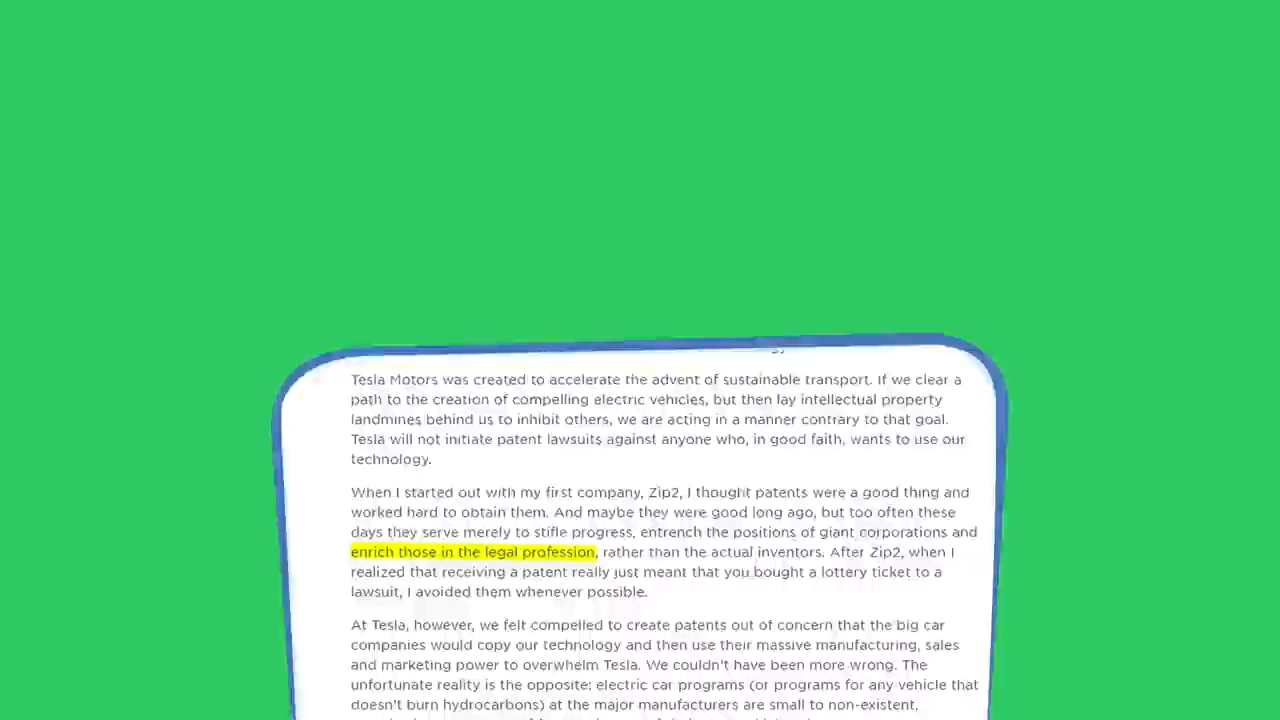 Tesla Motors was created to accelerate the advent of sustainable transport. If we clear a
path to the creation of compelling electric vehicles, but then lay intellectual property
landmines behind us to inhibit others, we are acting in a manner contrary to that goal.
Tesla will not initiate patent lawsuits against anyone who, in good faith, wants to use our
technology.
When I started out with my first company, Zip2, I thought patents were a good thing and
worked hard to obtain them. And maybe they were good long ago, but too often these
days they serve merely to stifle progress, entrench the positions of giant corporations and
enrich those in the legal profession, rather than the actual inventors. After Zip2, when I
realized that receiving a patent really just meant that you bought a lottery ticket to a
lawsuit, I avoided them whenever possible.
At Tesla, however, we felt compelled to create patents out of concern that the big car
companies would copy our technology and then use their massive manufacturing, sales
and marketing power to overwhelm Tesla. We couldn't have been more wrong. The
unfortunate reality is the opposite: electric car programs (or programs for any vehicle that
doesn't burn hydrocarbons) at the major manufacturers are small to non-existent,